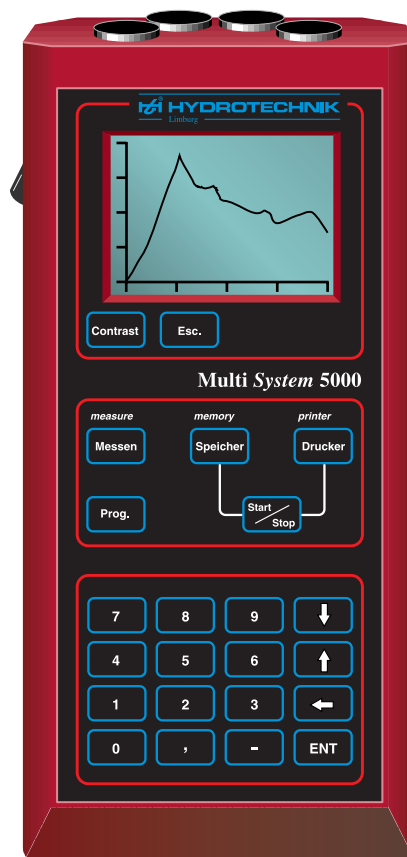 HYDROTECHNIK
Limburg
Contrast Esc.
Multi System 5000
measure memory printer
Messen Speicher Drucker
Prog. Start
Stop
7 8 9
4 5 6
1 2 3
0 , - ENT